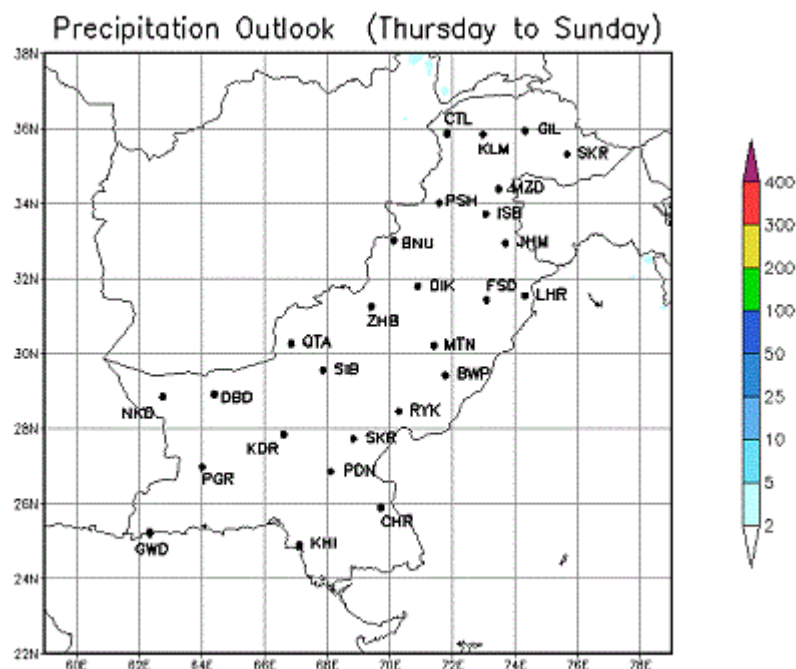 Precipitation Outlook (Thursday to Sunday)
38N
36N
34N
32N
30N
28N
26N
24N
22N
60E 62E 64E 66E 68E 70E 72E 74E 76E 78E
CTL
KLM
GIL
SKR
MZD
PSH
ISB
BNU
JHM
DIK
FSD
LHR
ZHB
QTA
MTN
SIB
BWP
NKD
DBD
RYK
KDR
SKR
PGR
PDN
CHR
GWD
KHI
400
300
200
100
50
25
10
5
2